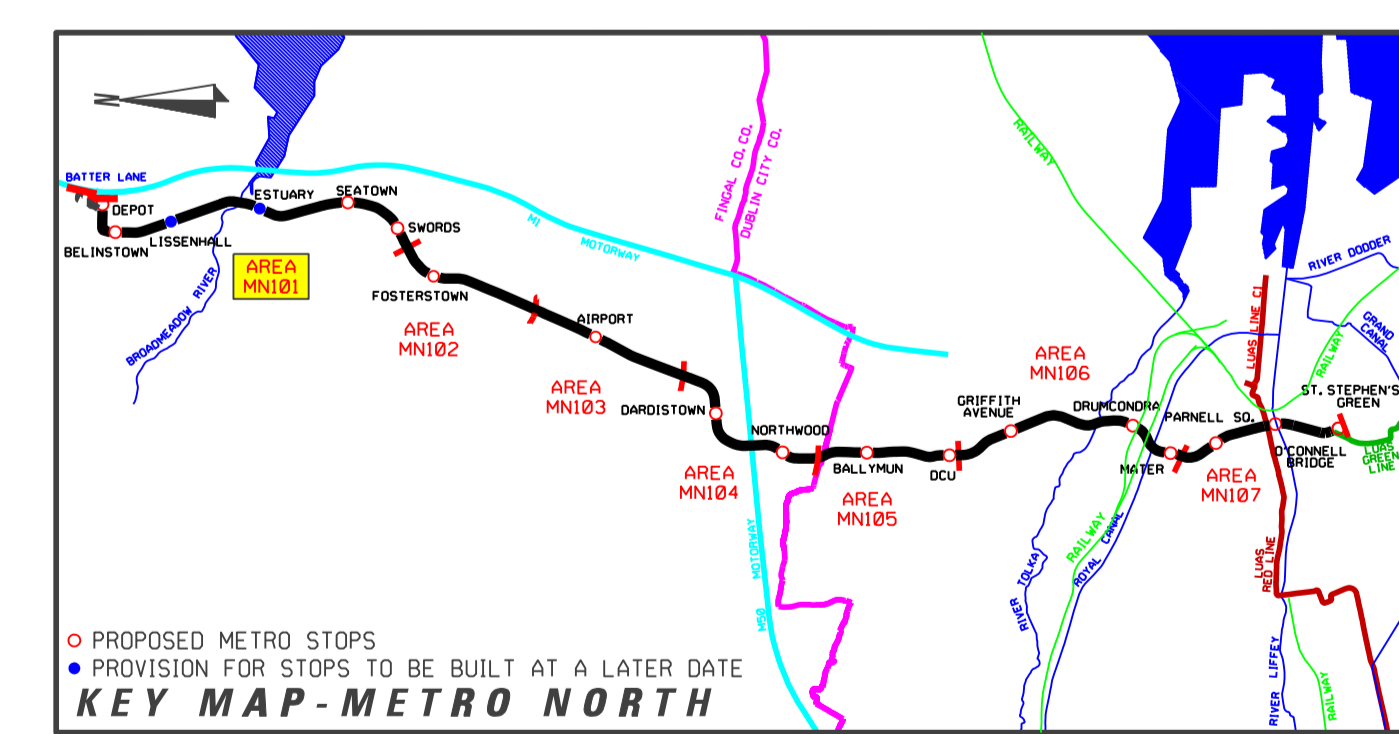 BATTER LANE
DEPOT
BELINSTOWN
LISSENHALL
ESTUARY
SEATOWN
SWORDS
BROADMEADOW RIVER
AREA
MN101
FOSTERSTOWN
AREA
MN102
M1
MOTORWAY
AIRPORT
AREA
MN103
FINGAL CO. CO.
DUBLIN CITY CO.
DARDISTOWN
NORTHWOOD
AREA
MN104
MOTORWAY
M50
BALLYMUN
AREA
MN105
DCU
GRIFFITH
AVENUE
AREA
MN106
RAILWAY
DRUMCONDRA
MATER
PARNELL SQ.
AREA
MN107
RIVER TOLKA
RAILWAY
ROYAL CANAL
LUAS LINE C1
RIVER DODDER
GRAND
CANAL
RAILWAY
ST. STEPHEN'S
GREEN
O'CONNELL
BRIDGE
LUAS
GREEN
LINE
LUAS
RED LINE
RIVER LIFFEY
RAILWAY
PROPOSED METRO STOPS
PROVISION FOR STOPS TO BE BUILT AT A LATER DATE
KEY MAP-METRO NORTH